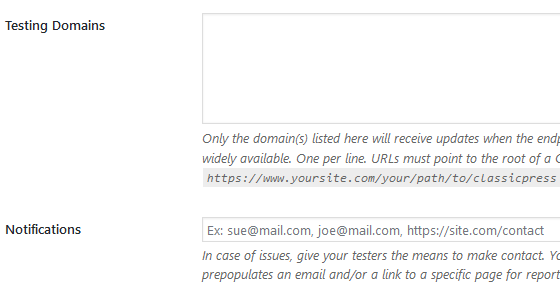 Testing Domains
Only the domain(s) listed here will receive updates when the
widely available. One per line. URLs must point to the root of a
https://www.yoursite.com/your/path/to/classicpress
Notifications
Ex: sue@mail.com, joe@mail.com, https://site.com/contact
In case of issues, give your testers the means to make contact.
prepopulates an email and/or a link to a specific page for